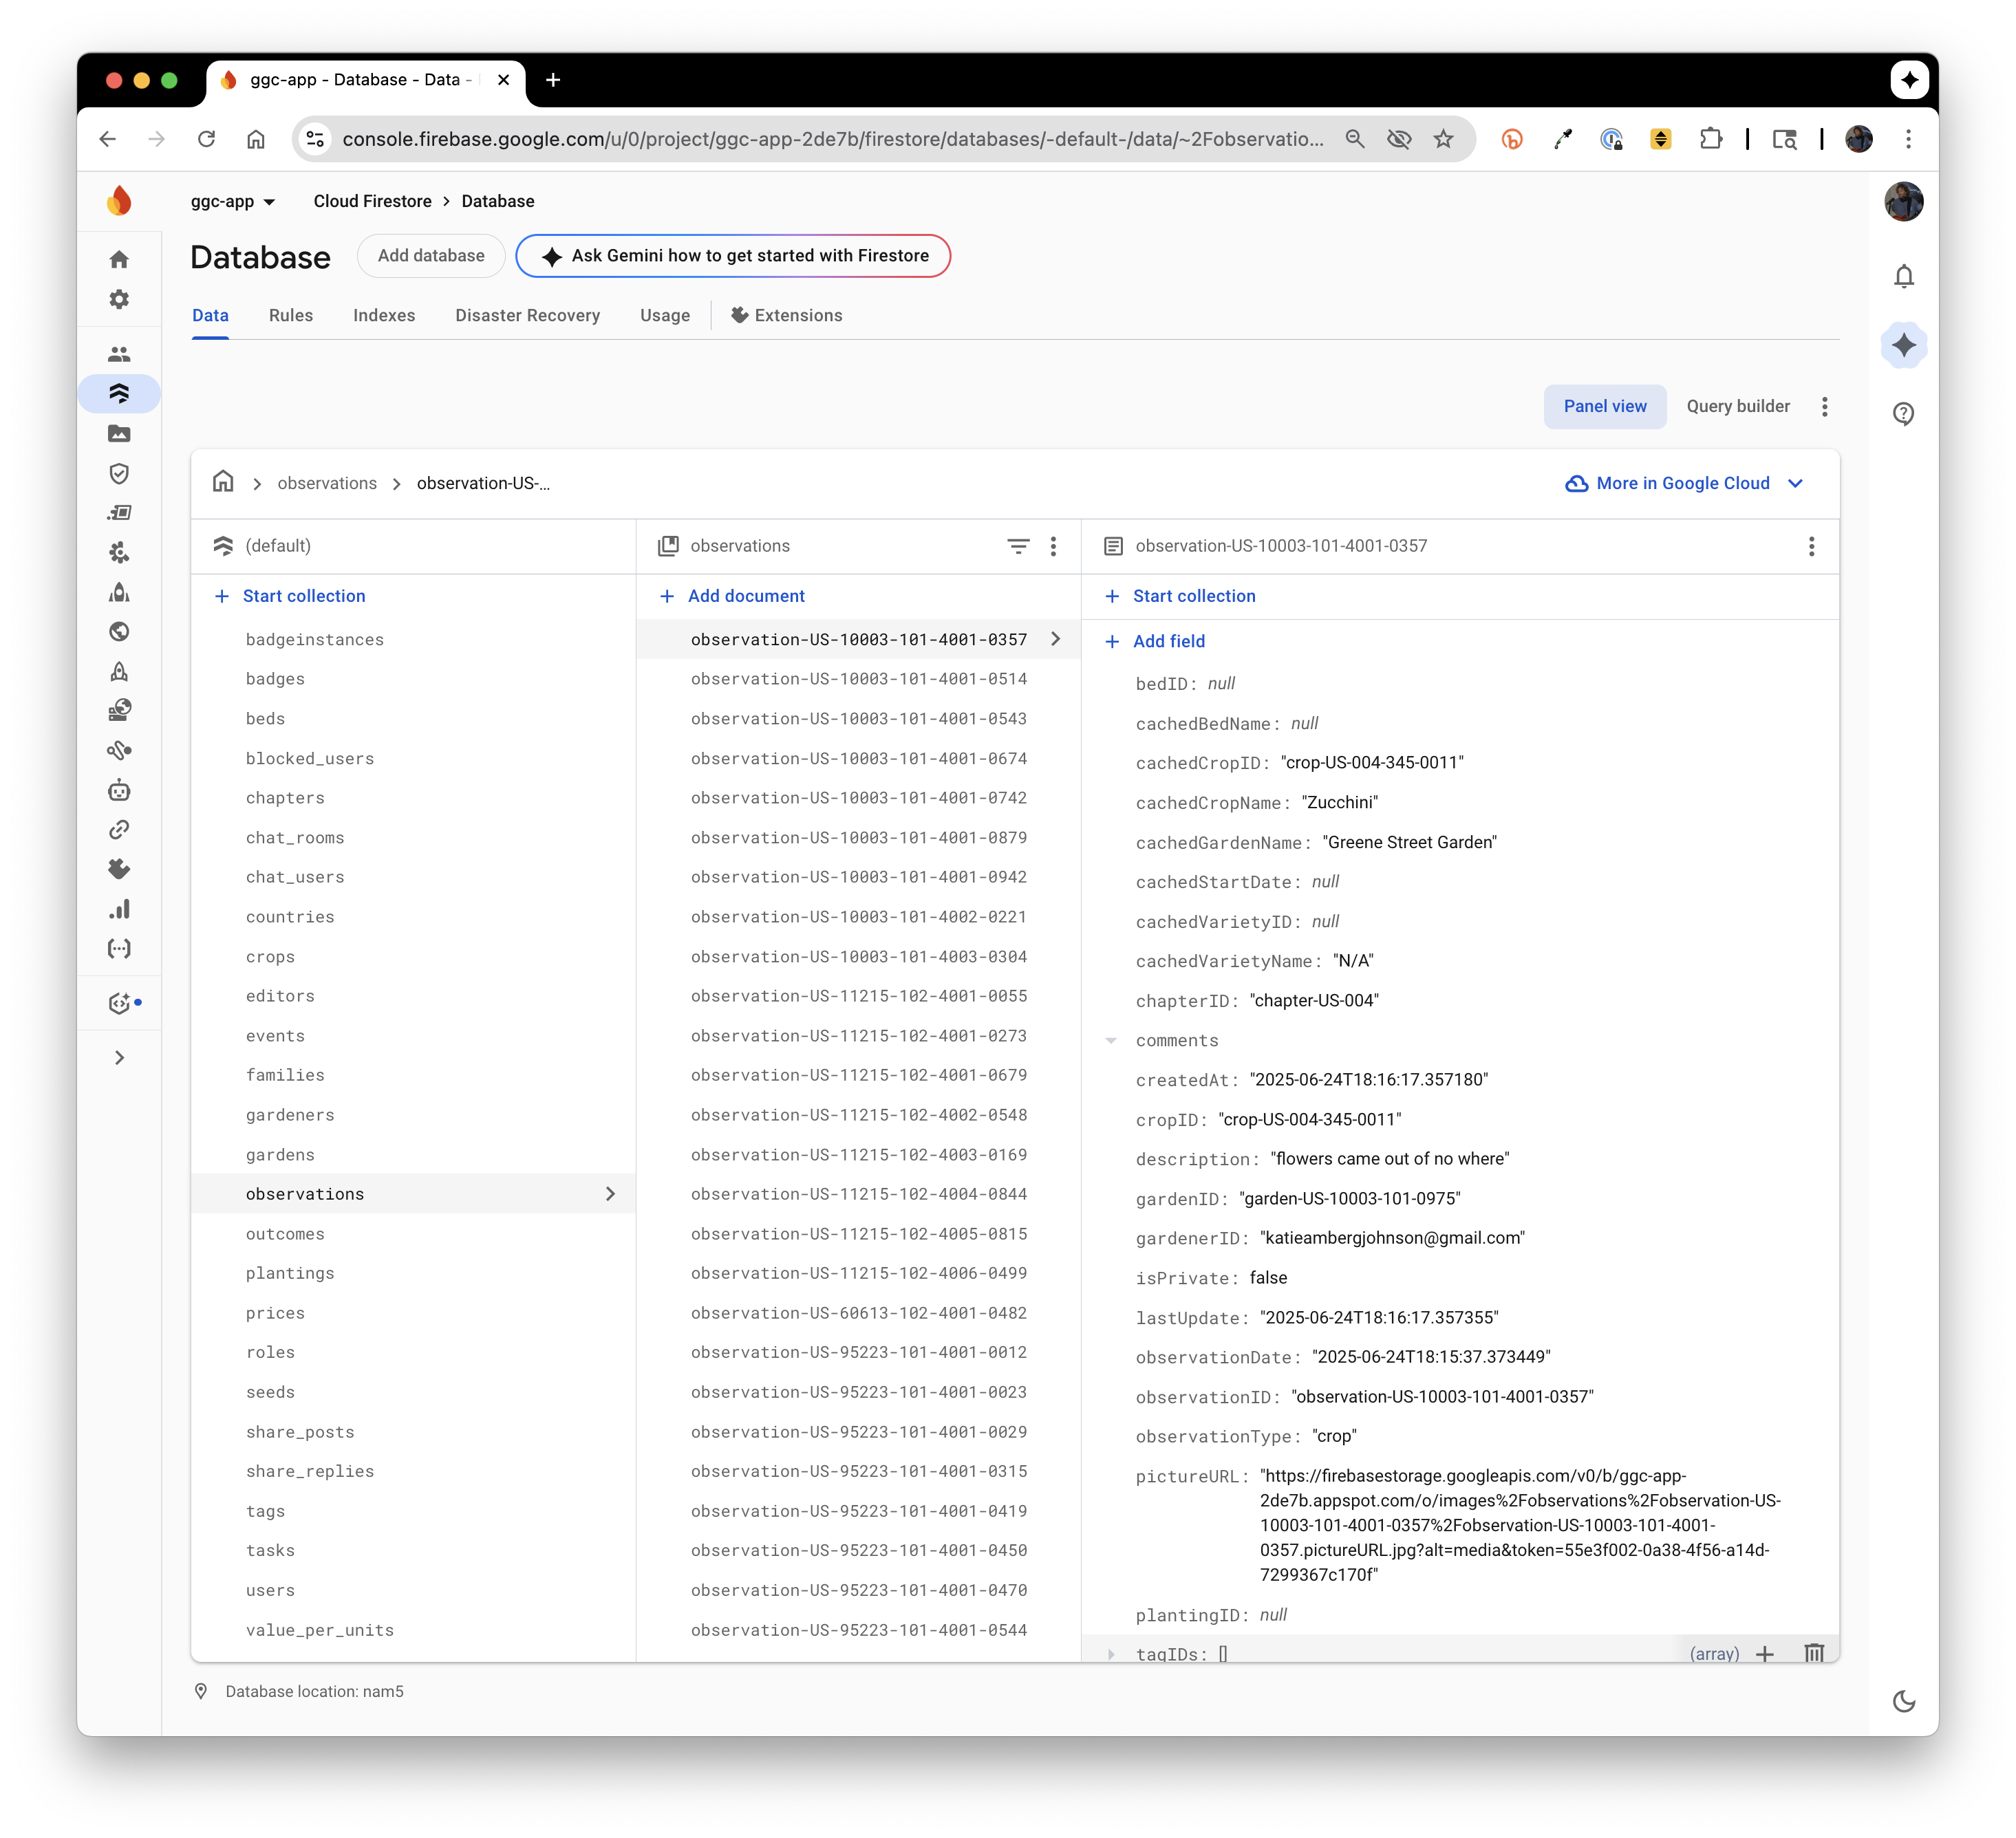 ggc-app - Database - Data -
console.firebase.google.com/u/0/project/ggc-app-2de7b/firestore/databases/-default-/data/~2Fobservatio...
ggc-app
Cloud Firestore > Database
Database
Add database
Ask Gemini how to get started with Firestore
Data
Rules
Indexes
Disaster Recovery
Usage
Extensions
Panel view
Query builder
observations > observation-US-...
More in Google Cloud
(default)
+ Start collection
badgeinstances
badges
beds
blocked_users
chapters
chat_rooms
chat_users
countries
crops
editors
events
families
gardeners
gardens
observations
outcomes
plantings
prices
roles
seeds
share_posts
share_replies
tags
tasks
users
value_per_units
observations
+ Add document
observation-US-10003-101-4001-0357
observation-US-10003-101-4001-0514
observation-US-10003-101-4001-0543
observation-US-10003-101-4001-0674
observation-US-10003-101-4001-0742
observation-US-10003-101-4001-0879
observation-US-10003-101-4001-0942
observation-US-10003-101-4002-0221
observation-US-10003-101-4003-0304
observation-US-11215-102-4001-0055
observation-US-11215-102-4001-0273
observation-US-11215-102-4001-0679
observation-US-11215-102-4002-0548
observation-US-11215-102-4003-0169
observation-US-11215-102-4004-0844
observation-US-11215-102-4005-0815
observation-US-11215-102-4006-0499
observation-US-60613-102-4001-0482
observation-US-95223-101-4001-0012
observation-US-95223-101-4001-0023
observation-US-95223-101-4001-0029
observation-US-95223-101-4001-0315
observation-US-95223-101-4001-0419
observation-US-95223-101-4001-0450
observation-US-95223-101-4001-0470
observation-US-95223-101-4001-0544
observation-US-10003-101-4001-0357
+ Start collection
+ Add field
bedID: null
cachedBedName: null
cachedCropID: "crop-US-004-345-0011"
cachedCropName: "Zucchini"
cachedGardenName: "Greene Street Garden"
cachedStartDate: null
cachedVarietyID: null
cachedVarietyName: "N/A"
chapterID: "chapter-US-004"
comments
createdAt: "2025-06-24T18:16:17.357180"
cropID: "crop-US-004-345-0011"
description: "flowers came out of no where"
gardenID: "garden-US-10003-101-0975"
gardenerID: "katieambergjohnson@gmail.com"
isPrivate: false
lastUpdate: "2025-06-24T18:16:17.357355"
observationDate: "2025-06-24T18:15:37.373449"
observationID: "observation-US-10003-101-4001-0357"
observationType: "crop"
pictureURL: "https://firebasestorage.googleapis.com/v0/b/ggc-app-
2de7b.appspot.com/o/images%2Fobservations%2Fobservation-US-
10003-101-4001-0357%2Fobservation-US-10003-101-4001-
0357.pictureURL.jpg?alt=media&token=55e3f002-0a38-4f56-a14d-
7299367c170f"
plantingID: null
tagIDs: []
(array)
Database location: nam5